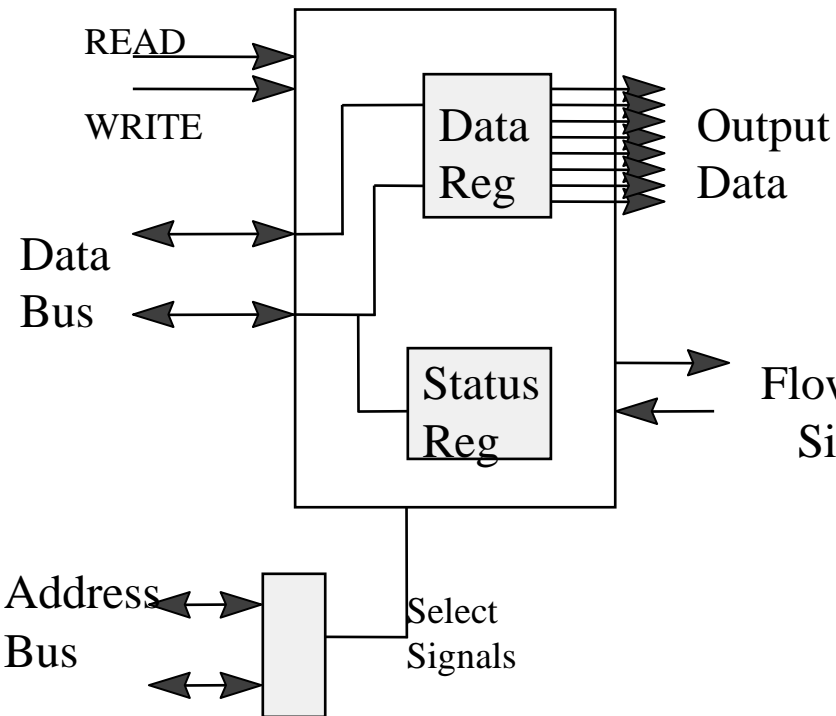 READ
WRITE
Data
Reg
Output
Data
Data
Bus
Status
Reg
Address
Bus
Select
Signals